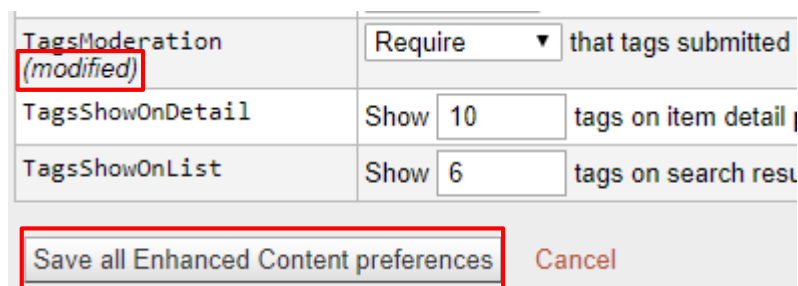 TagsModeration Require that tags submitted
(modified)
TagsShowOnDetail Show 10 tags on item detail
TagsShowOnList Show 6 tags on search
Save all Enhanced Content preferences Cancel